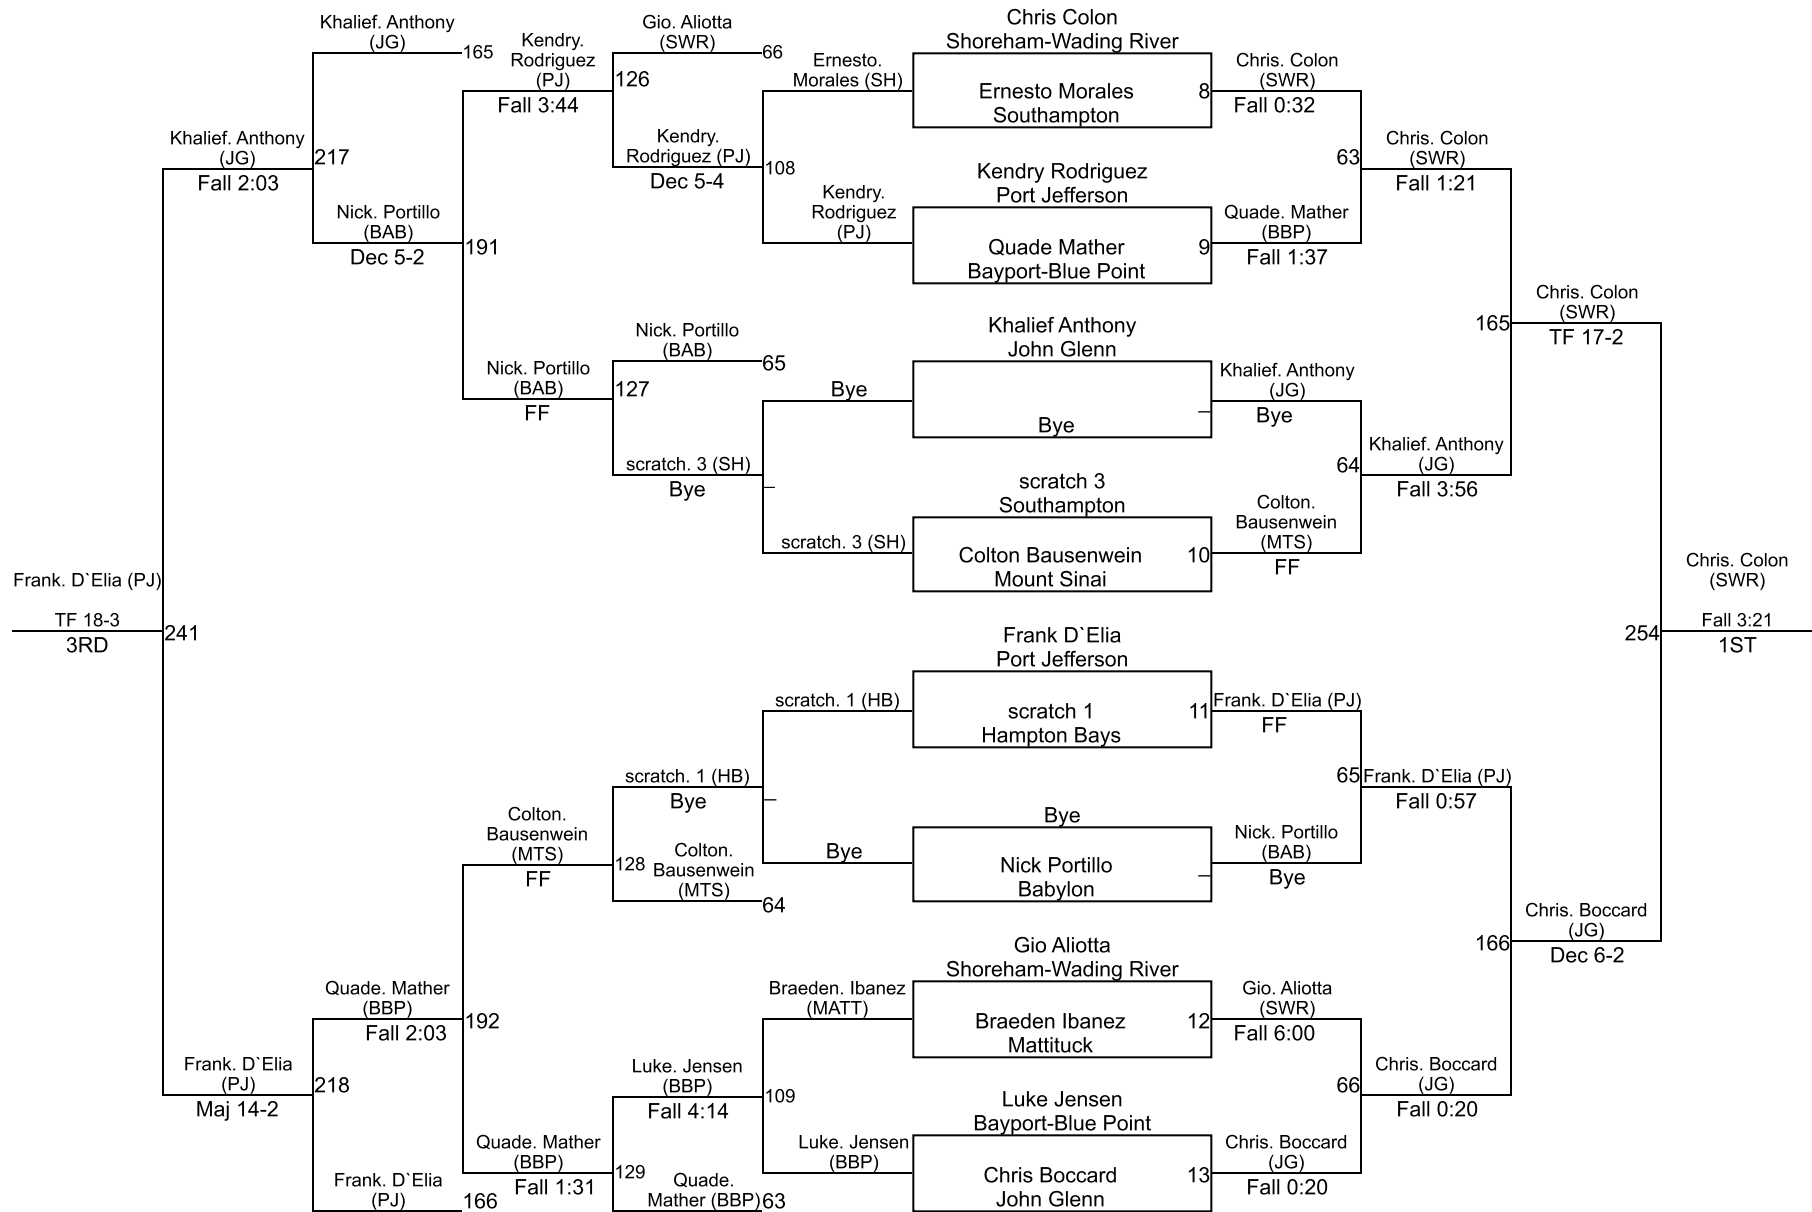 Chris Colon
Shoreham-Wading River
Ernesto Morales
Southampton
8
Kendry Rodriguez
Port Jefferson
Quade Mather
Bayport-Blue Point
9
Khalief Anthony
John Glenn
Bye
_
scratch 3
Southampton
Colton Bausenwein
Mount Sinai
10
Frank D`Elia
Port Jefferson
scratch 1
Hampton Bays
11
Bye
Nick Portillo
Babylon
_
Gio Aliotta
Shoreham-Wading River
Braeden Ibanez
Mattituck
12
Luke Jensen
Bayport-Blue Point
Chris Boccard
John Glenn
13
Chris. Colon
(SWR)
Fall 0:32
63
Quade. Mather
(BBP)
Fall 1:37
Khalief. Anthony
(JG)
Bye
64
Colton.
Bausenwein
(MTS)
FF
Frank. D`Elia (PJ)
FF
65
Nick. Portillo
(BAB)
Bye
Gio. Aliotta
(SWR)
Fall 6:00
66
Chris. Boccard
(JG)
Fall 0:20
Chris. Colon
(SWR)
Fall 1:21
165
Khalief. Anthony
(JG)
Fall 3:56
Frank. D`Elia (PJ)
Fall 0:57
166
Chris. Boccard
(JG)
Fall 0:20
Chris. Colon
(SWR)
TF 17-2
254
Chris. Boccard
(JG)
Dec 6-2
Chris. Colon
(SWR)
Fall 3:21
1ST
Ernesto.
Morales (SH)
108
Kendry.
Rodriguez
(PJ)
Bye
_
scratch. 3 (SH)
scratch. 1 (HB)
_
Bye
Braeden. Ibanez
(MATT)
109
Luke. Jensen
(BBP)
Gio. Aliotta
(SWR)
66
126
Kendry.
Rodriguez (PJ)
Dec 5-4
Nick. Portillo
(BAB)
65
127
scratch. 3 (SH)
Bye
scratch. 1 (HB)
Bye
128
Colton.
Bausenwein
(MTS)
64
Luke. Jensen
(BBP)
Fall 4:14
129
Quade.
Mather (BBP)
63
Kendry.
Rodriguez
(PJ)
Fall 3:44
191
Nick. Portillo
(BAB)
FF
Colton.
Bausenwein
(MTS)
FF
192
Quade. Mather
(BBP)
Fall 1:31
Khalief. Anthony
(JG)
165
217
Nick. Portillo
(BAB)
Dec 5-2
Quade. Mather
(BBP)
Fall 2:03
218
Frank. D`Elia
(PJ)
166
Khalief. Anthony
(JG)
Fall 2:03
241
Frank. D`Elia
(PJ)
Maj 14-2
Frank. D`Elia (PJ)
TF 18-3
3RD